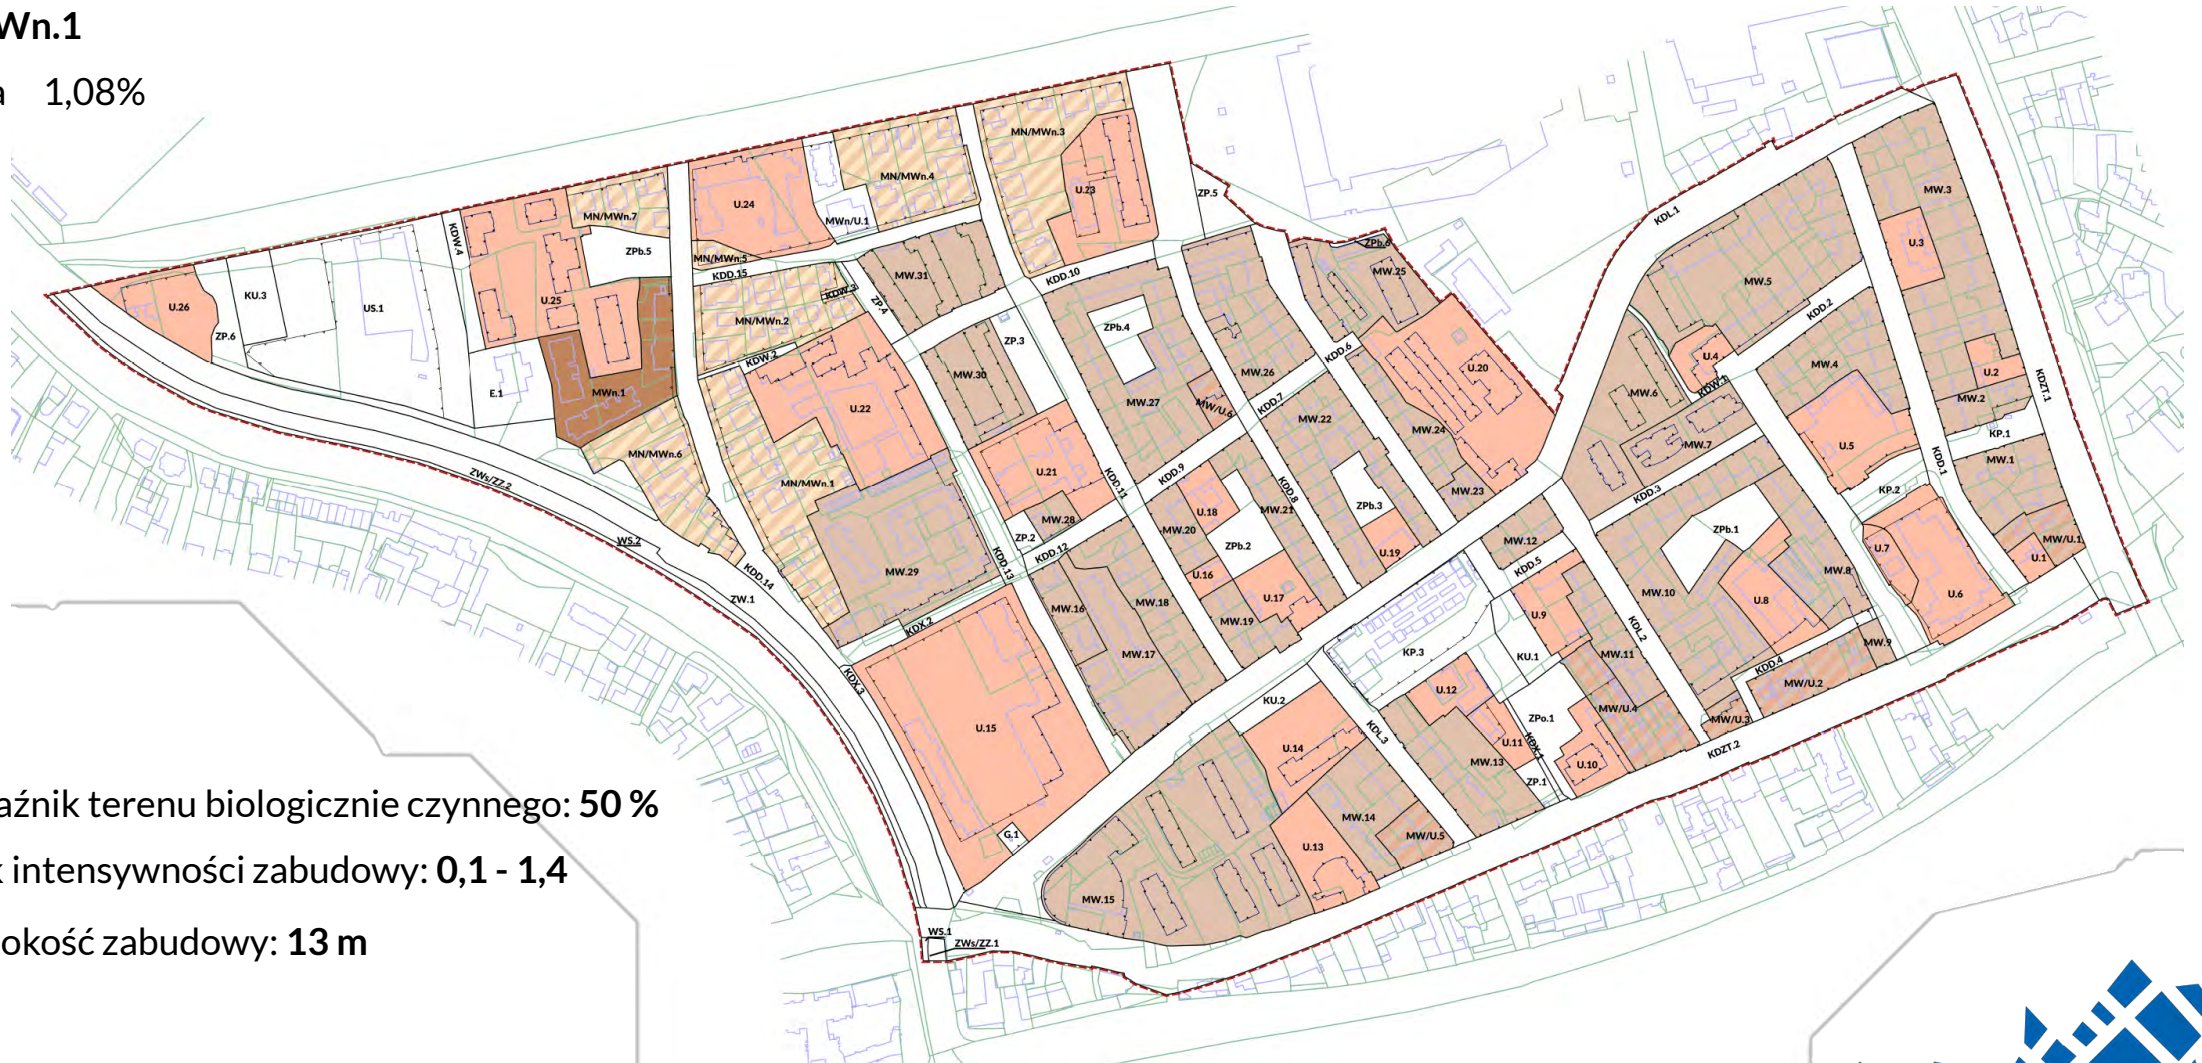 Wn.1
a 1,08%
aźnik terenu biologicznie czynnego: 50 %
k intensywności zabudowy: 0,1 - 1,4
okość zabudowy: 13 m
MN/MWn.3
MN/MWn.4
U.23
ZP.5
U.24
MWn/U.1
MN/MWn.7
KDW.4
ZPb.5
MN/MWn.5
KDD.15
MW.31
KDD.10
ZPb.6
MW.25
KDL.1
MW.3
U.3
MW.5
U.26
KU.3
US.1
ZP.6
U.25
KDW.3
ZP.4
MN/MWn.2
ZPb.4
ZP.3
KDD.2
KDD.6
U.4
U.20
MW.4
U.2
KDZT.1
KDW.2
MW.30
MW.26
E.1
MWn.1
U.22
MW.27
MW/U.6
KDD.7
MW.22
MW.6
KDW.1
MW.2
MW.24
MW.7
U.5
KP.1
MN/MWn.6
MN/MWn.1
U.21
KDD.11
KDD.9
KDD.8
MW.23
KDD.3
KDD.1
MW.1
KP.2
ZWs/ZZ.2
WS.2
MW.28
ZP.2
KDD.12
U.18
MW.21
MW.20
ZPb.2
ZPb.3
U.19
MW.12
ZPb.1
U.7
MW/U.1
U.1
MW.29
KDD.13
KDD.14
ZW.1
MW.16
MW.18
U.16
U.17
MW.19
KDD.5
U.9
MW.10
U.8
MW.8
U.6
KDX.2
KDX.3
MW.17
KP.3
KU.1
MW.11
KDL.2
MW.9
KDD.4
MW/U.2
U.15
KU.2
U.12
ZPo.1
MW/U.4
MW/U.3
KDZT.2
U.14
KDL.3
U.11
KDX.1
MW.13
U.10
ZP.1
G.1
MW.14
MW/U.5
U.13
MW.15
WS.1
ZWs/ZZ.1